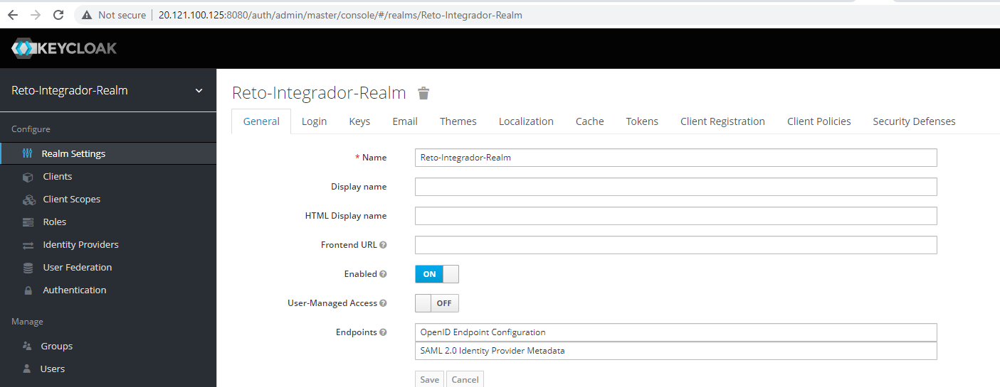 Not secure 20.121.100.125:8080/auth/admin/master/console/#/realms/Reto-Integrador-Realm
KEYCLOAK
Reto-Integrador-Realm
Configure
Realm Settings
Clients
Client Scopes
Roles
Identity Providers
User Federation
Authentication
Manage
Groups
Users
Reto-Integrador-Realm
General Login Keys Email Themes Localization Cache Tokens Client Registration Client Policies Security Defenses
* Name Reto-Integrador-Realm
Display name
HTML Display name
Frontend URL
Enabled ON
User-Managed Access OFF
Endpoints OpenID Endpoint Configuration
SAML 2.0 Identity Provider Metadata
Save Cancel